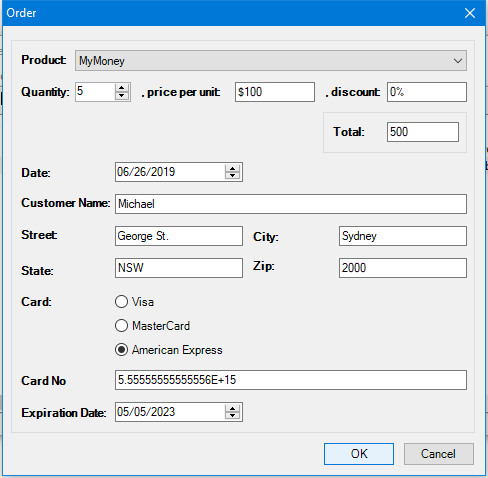 Order
Product: MyMoney
Quantity: 5 , price per unit: $100 , discount: 0%
Total: 500
Date: 06/26/2019
Customer Name: Michael
Street: George St. City: Sydney
State: NSW Zip: 2000
Card: Visa
MasterCard
American Express
Card No 5.55555555555556E+15
Expiration Date: 05/05/2023
OK Cancel